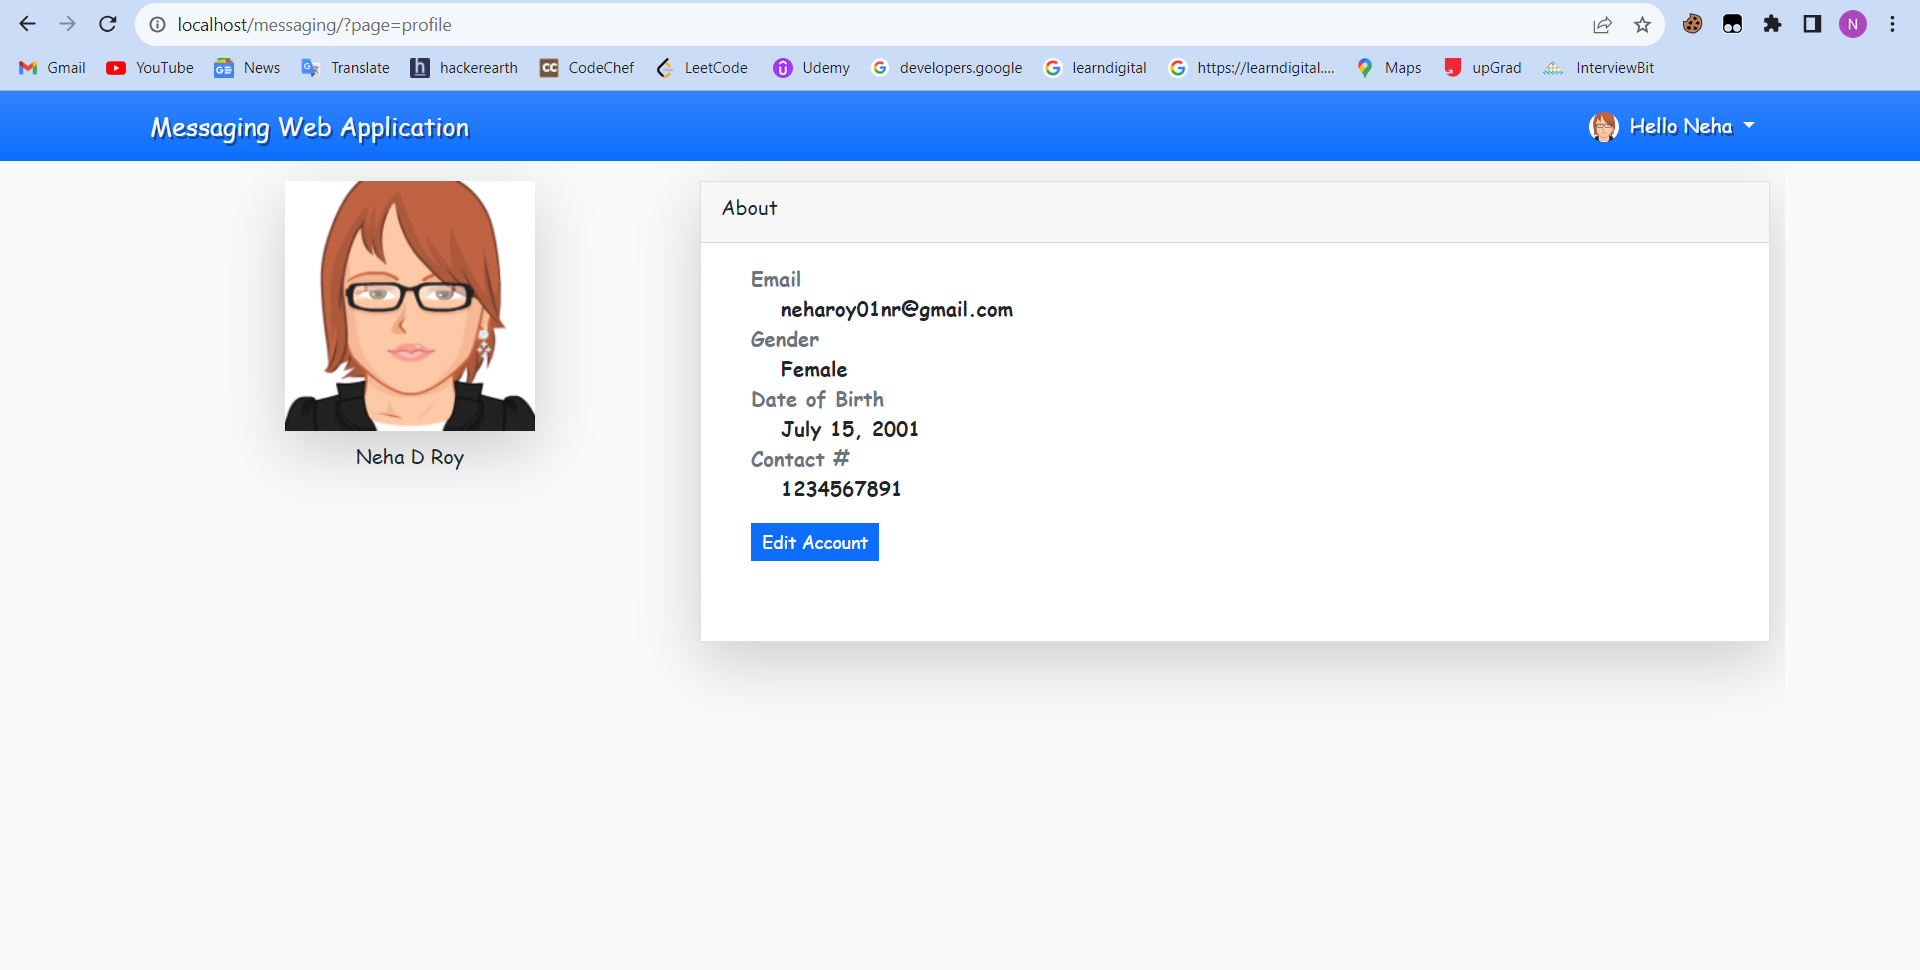 localhost/messaging/?page=profile
N
Gmail YouTube News Translate hackerearth CodeChef LeetCode Udemy developers.google learndigital https://learndigital.... Maps upGrad InterviewBit
Messaging Web Application
Hello Neha
Neha D Roy
About
Email
neharoy01nr@gmail.com
Gender
Female
Date of Birth
July 15, 2001
Contact #
1234567891
Edit Account